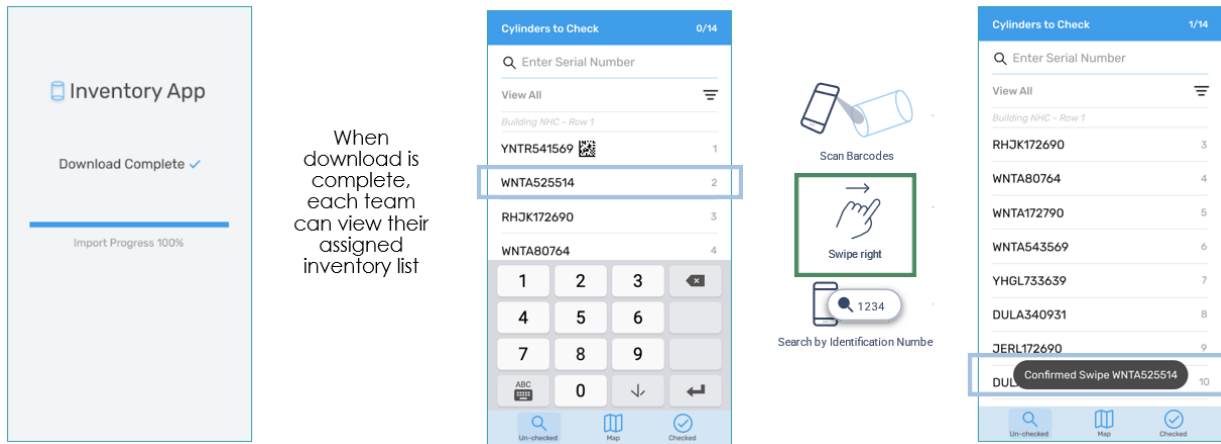 Inventory App
Download Complete
Import Progress 100%
When
download is
complete,
each team
can view their
assigned
inventory list
Cylinders to Check 0/14
Enter Serial Number
View All
Building NHC - Row 1
YNTR541569 1
WNTA525514 2
RHJK172690 3
WNTA80764 4
1 2 3
4 5 6
7 8 9
ABC 0
Un-checked Map Checked
Scan Barcodes
Swipe right
1234
Search by Identification Numbe
Cylinders to Check 1/14
Enter Serial Number
View All
Building NHC - Row 1
RHJK172690 3
WNTA80764 4
WNTA172790 5
WNTA543569 6
YHGL733639 7
DULA340931 8
JERL172690 9
DUL 10
Confirmed Swipe WNTA525514
Un-checked Map Checked